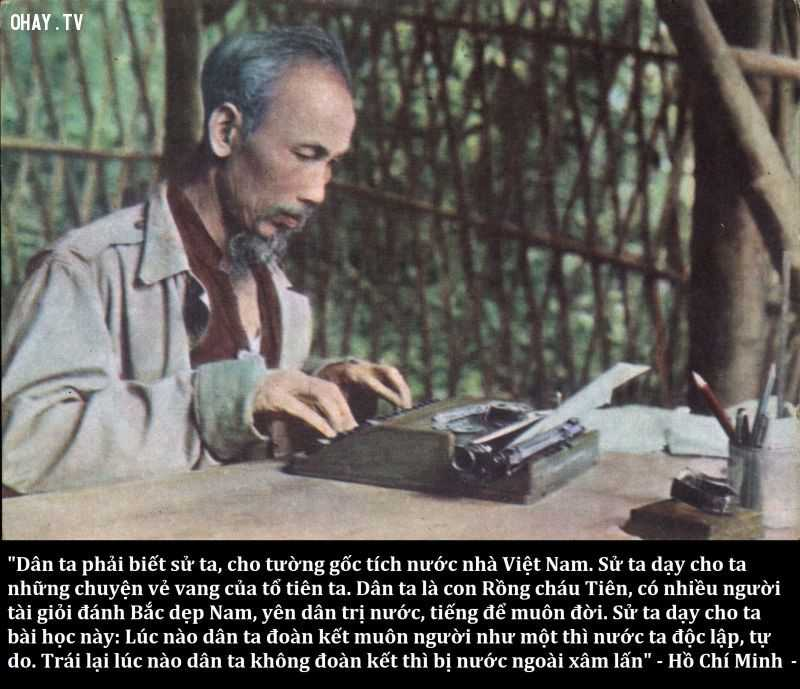 OHAY.TV
"Dân ta phải biết sử ta, cho tường gốc tích nước nhà Việt Nam. Sử ta dạy cho ta
những chuyện vẻ vang của tổ tiên ta. Dân ta là con Rồng cháu Tiên, có nhiều người
tài giỏi đánh Bắc dẹp Nam, yên dân trị nước, tiếng để muôn đời. Sử ta dạy cho ta
bài học này: Lúc nào dân ta đoàn kết muôn người như một thì nước ta độc lập, tự
do. Trái lại lúc nào dân ta không đoàn kết thì bị nước ngoài xâm lấn" - Hồ Chí Minh -